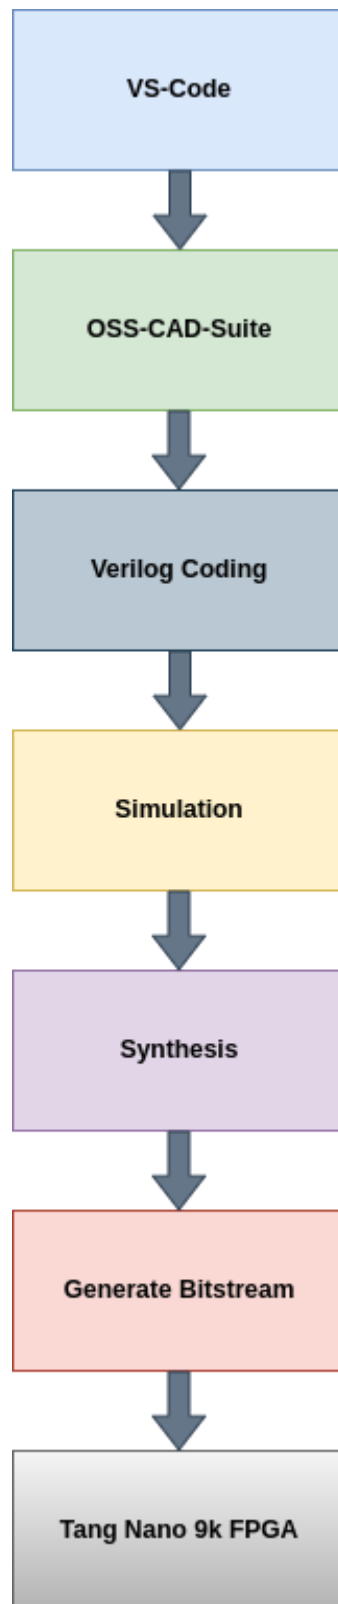 VS-Code
OSS-CAD-Suite
Verilog Coding
Simulation
Synthesis
Generate Bitstream
Tang Nano 9k FPGA